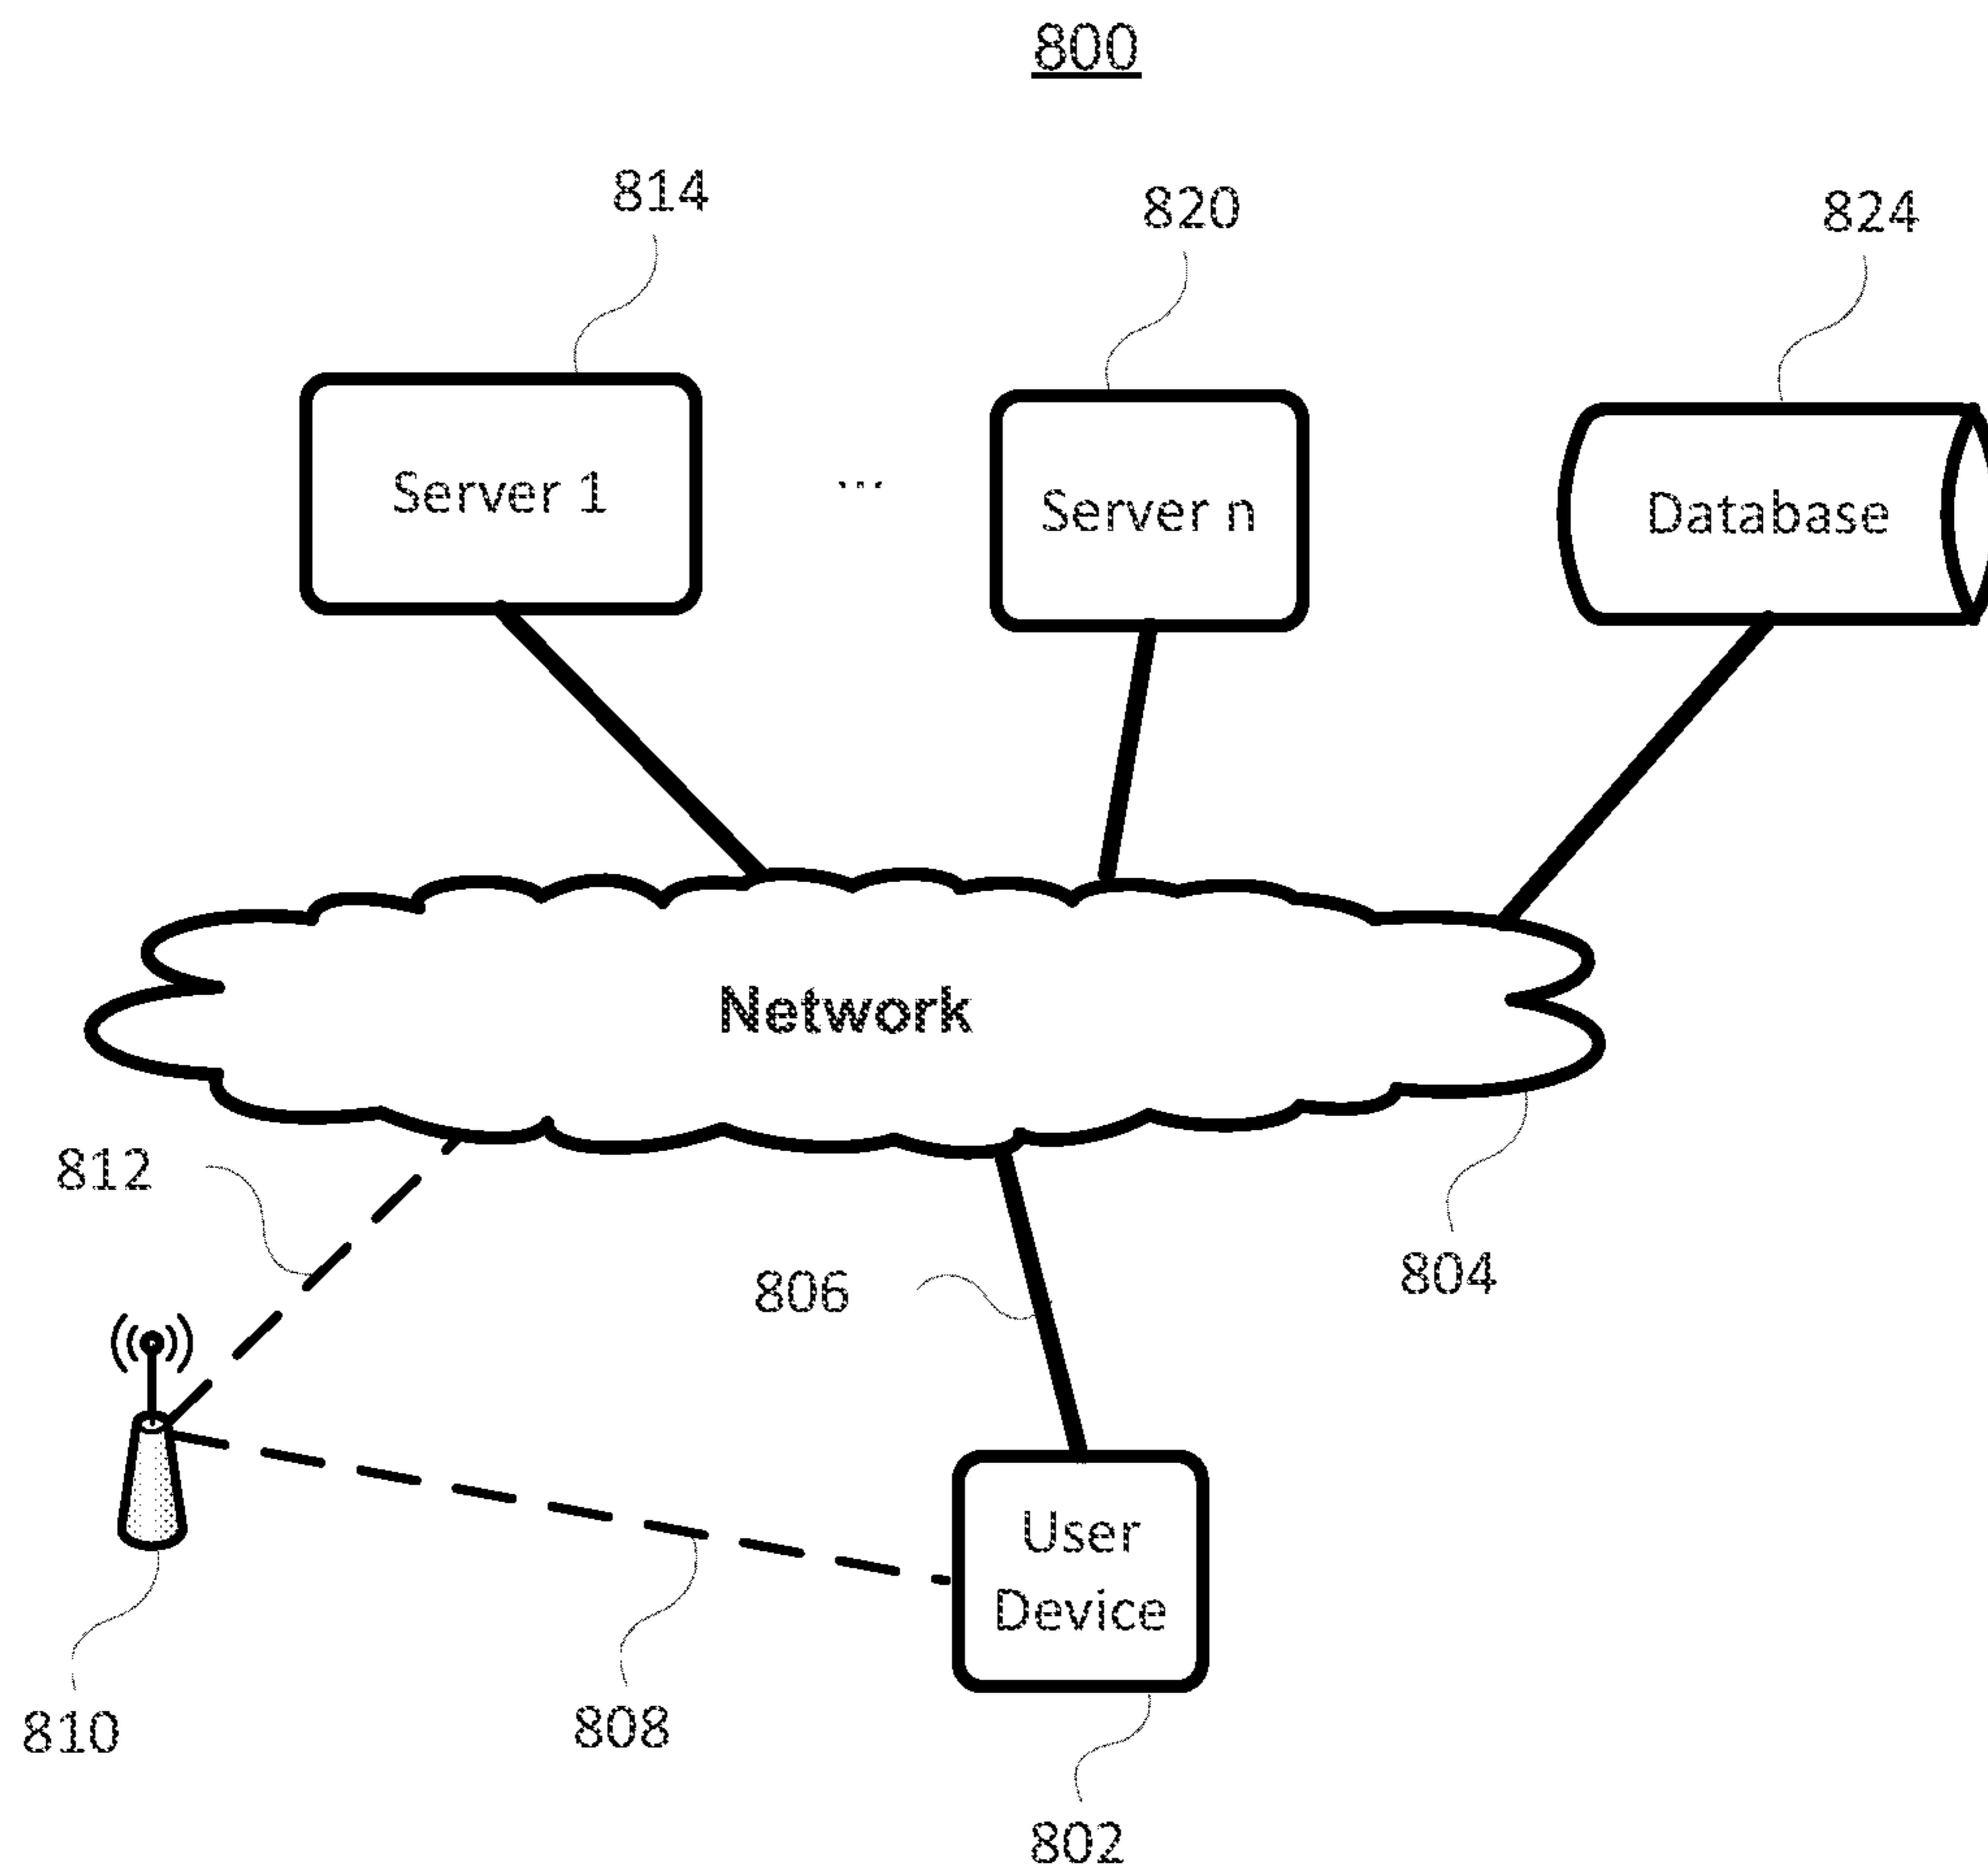 800
814
820
824
Server 1
...
Server n
Database
Network
812
804
806
User
Device
810
808
802